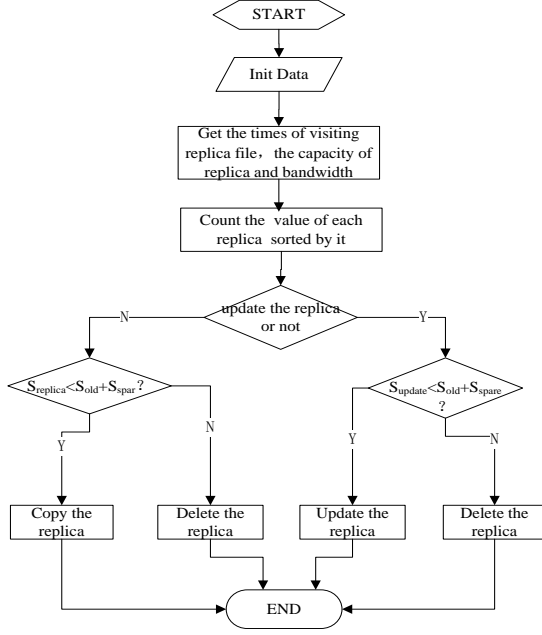 START
Init Data
Get the times of visiting
replica file，the capacity of
replica and bandwidth
Count the value of each
replica sorted by it
update the replica
or not
N
Y
Sreplica<Sold+Sspar?
Supdate<Sold+Sspare
?
Y
N
Y
N
Copy the
replica
Delete the
replica
Update the
replica
Delete the
replica
END